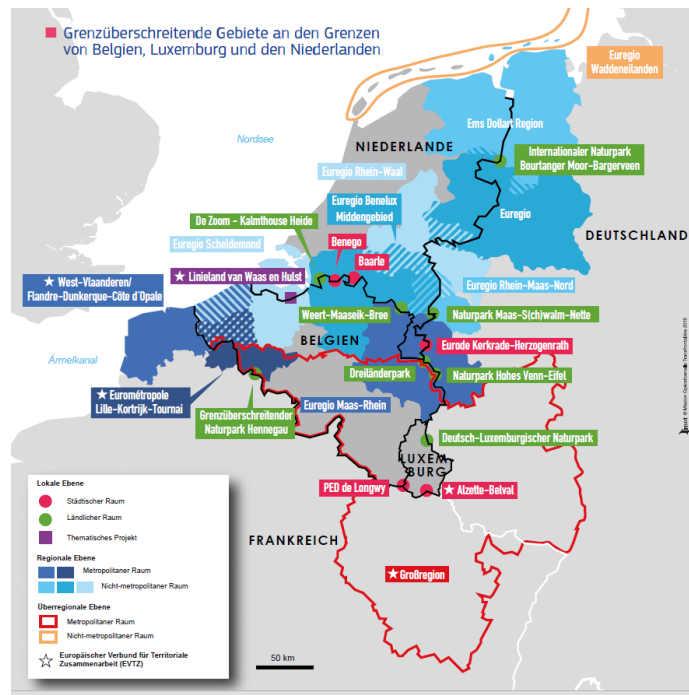 Grenzüberschreitende Gebiete an den Grenzen
von Belgien, Luxemburg und den Niederlanden
Euregio
Waddeneilanden
Nordsee
Ems Dollart Region
NIEDERLANDE
Internationaler Naturpark
Bourtanger Moor-Bargerveen
Euregio Rhein-Waal
Euregio Benelux
Middengebied
Euregio
De Zoom - Kalmthouse Heide
Benego
DEUTSCHLAND
Euregio Scheldemond
Baarle
West-Vlaanderen/
Flandre-Dunkerque-Côte d'Opale
Linieland van Waas en Hulst
Euregio Rhein-Maas-Nord
Weert-Maaseik-Bree
Naturpark Maas-S(ch)walm-Nette
BELGIEN
Eurode Kerkrade-Herzogenrath
Ärmelkanal
Dreiländerpark
Naturpark Hohes Venn-Eifel
Eurométropole
Lille-Kortrijk-Tournai
Euregio Maas-Rhein
Grenzüberschreitender
Naturpark Hennegau
Deutsch-Luxemburgischer Naturpark
LUXEM
BURG
PED de Longwy
Alzette-Belval
FRANKREICH
Großregion
Lokale Ebene
Städtischer Raum
Ländlicher Raum
Thematisches Projekt
Regionale Ebene
Metropolitaner Raum
Nicht-metropolitaner Raum
Überregionale Ebene
Metropolitaner Raum
Nicht-metropolitaner Raum
Europäischer Verbund für Territoriale
Zusammenarbeit (EVTZ)
50 km